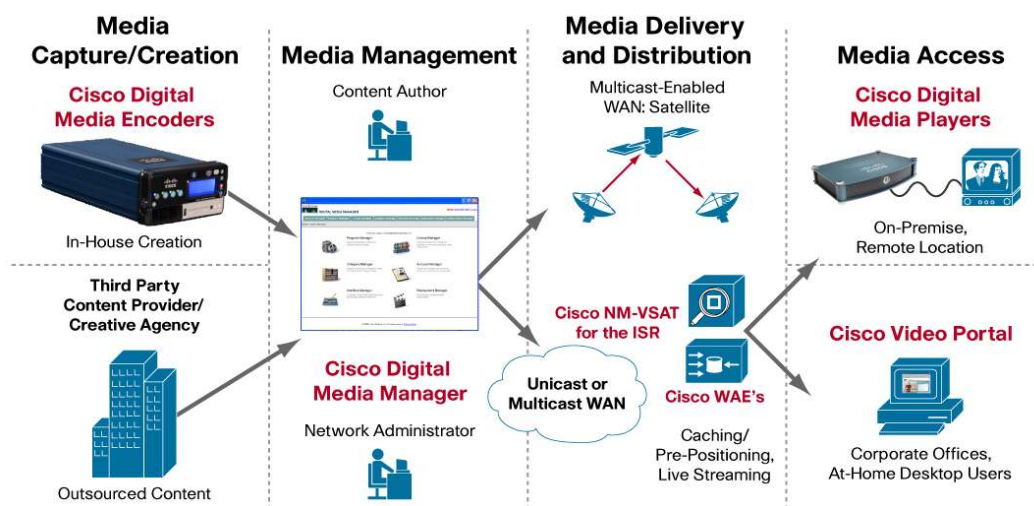 Media
Capture/Creation
Cisco Digital
Media Encoders
In-House Creation
Third Party
Content Provider/
Creative Agency
Outsourced Content
Media Management
Content Author
DIGITAL MEDIA MANAGER
Cisco Digital
Media Manager
Network Administrator
Media Delivery
and Distribution
Multicast-Enabled
WAN: Satellite
Cisco NM-VSAT
for the ISR
Unicast or
Multicast WAN
Cisco WAE's
Caching/
Pre-Positioning,
Live Streaming
Media Access
Cisco Digital
Media Players
On-Premise,
Remote Location
Cisco Video Portal
Corporate Offices,
At-Home Desktop Users